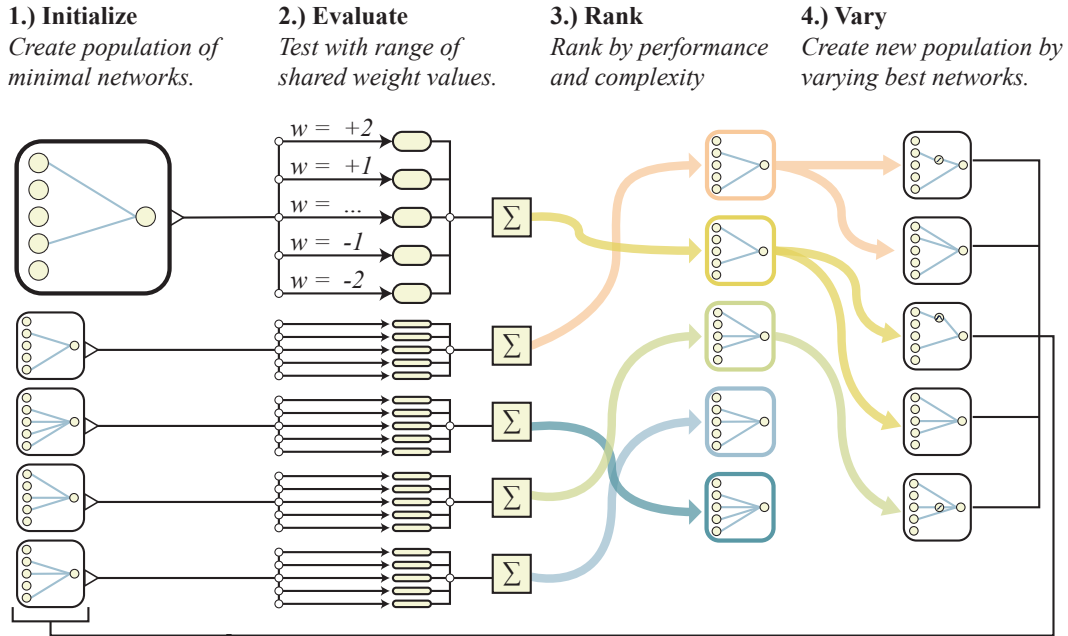 1.) Initialize
Create population of
minimal networks.
2.) Evaluate
Test with range of
shared weight values.
3.) Rank
Rank by performance
and complexity
4.) Vary
Create new population by
varying best networks.
w = +2
w = +1
w = ...
w = -1
w = -2
Σ
Σ
Σ
Σ
Σ